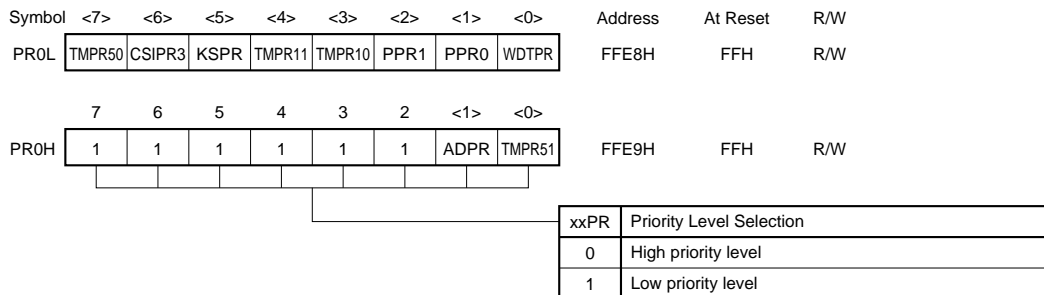 Symbol <7> <6> <5> <4> <3> <2> <1> <0> Address At Reset R/W
PR0L TMPR50 CSIPR3 KSPR TMPR11 TMPR10 PPR1 PPR0 WDTPR FFE8H FFH R/W
7 6 5 4 3 2 <1> <0>
PR0H 1 1 1 1 1 1 ADPR TMPR51 FFE9H FFH R/W
xxPR Priority Level Selection
0 High priority level
1 Low priority level